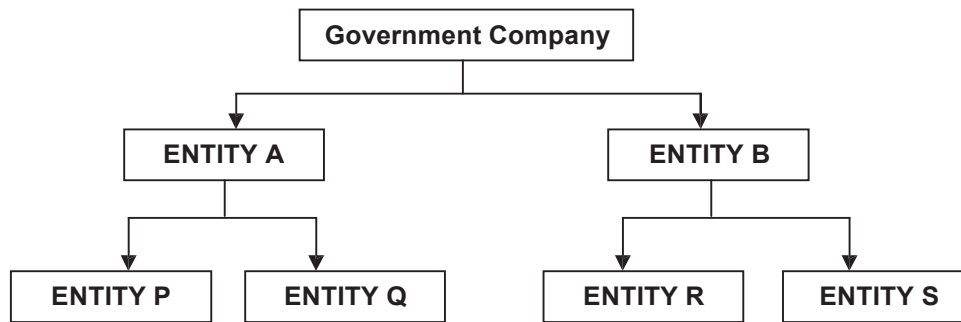 Government Company
ENTITY A
ENTITY B
ENTITY P
ENTITY Q
ENTITY R
ENTITY S